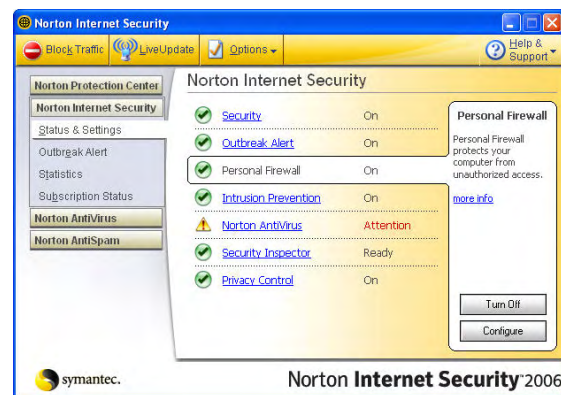 Norton Internet Security
Block Traffic LiveUpdate Options Help & Support
Norton Protection Center
Norton Internet Security
Status & Settings
Outbreak Alert
Statistics
Subscription Status
Norton AntiVirus
Norton AntiSpam
Norton Internet Security
Security On
Outbreak Alert On
Personal Firewall On
Intrusion Prevention On
Norton AntiVirus Attention
Security Inspector Ready
Privacy Control On
Personal Firewall
Personal Firewall
protects your
computer from
unauthorized access.
more info
Turn Off
Configure
symantec.
Norton Internet Security™2006